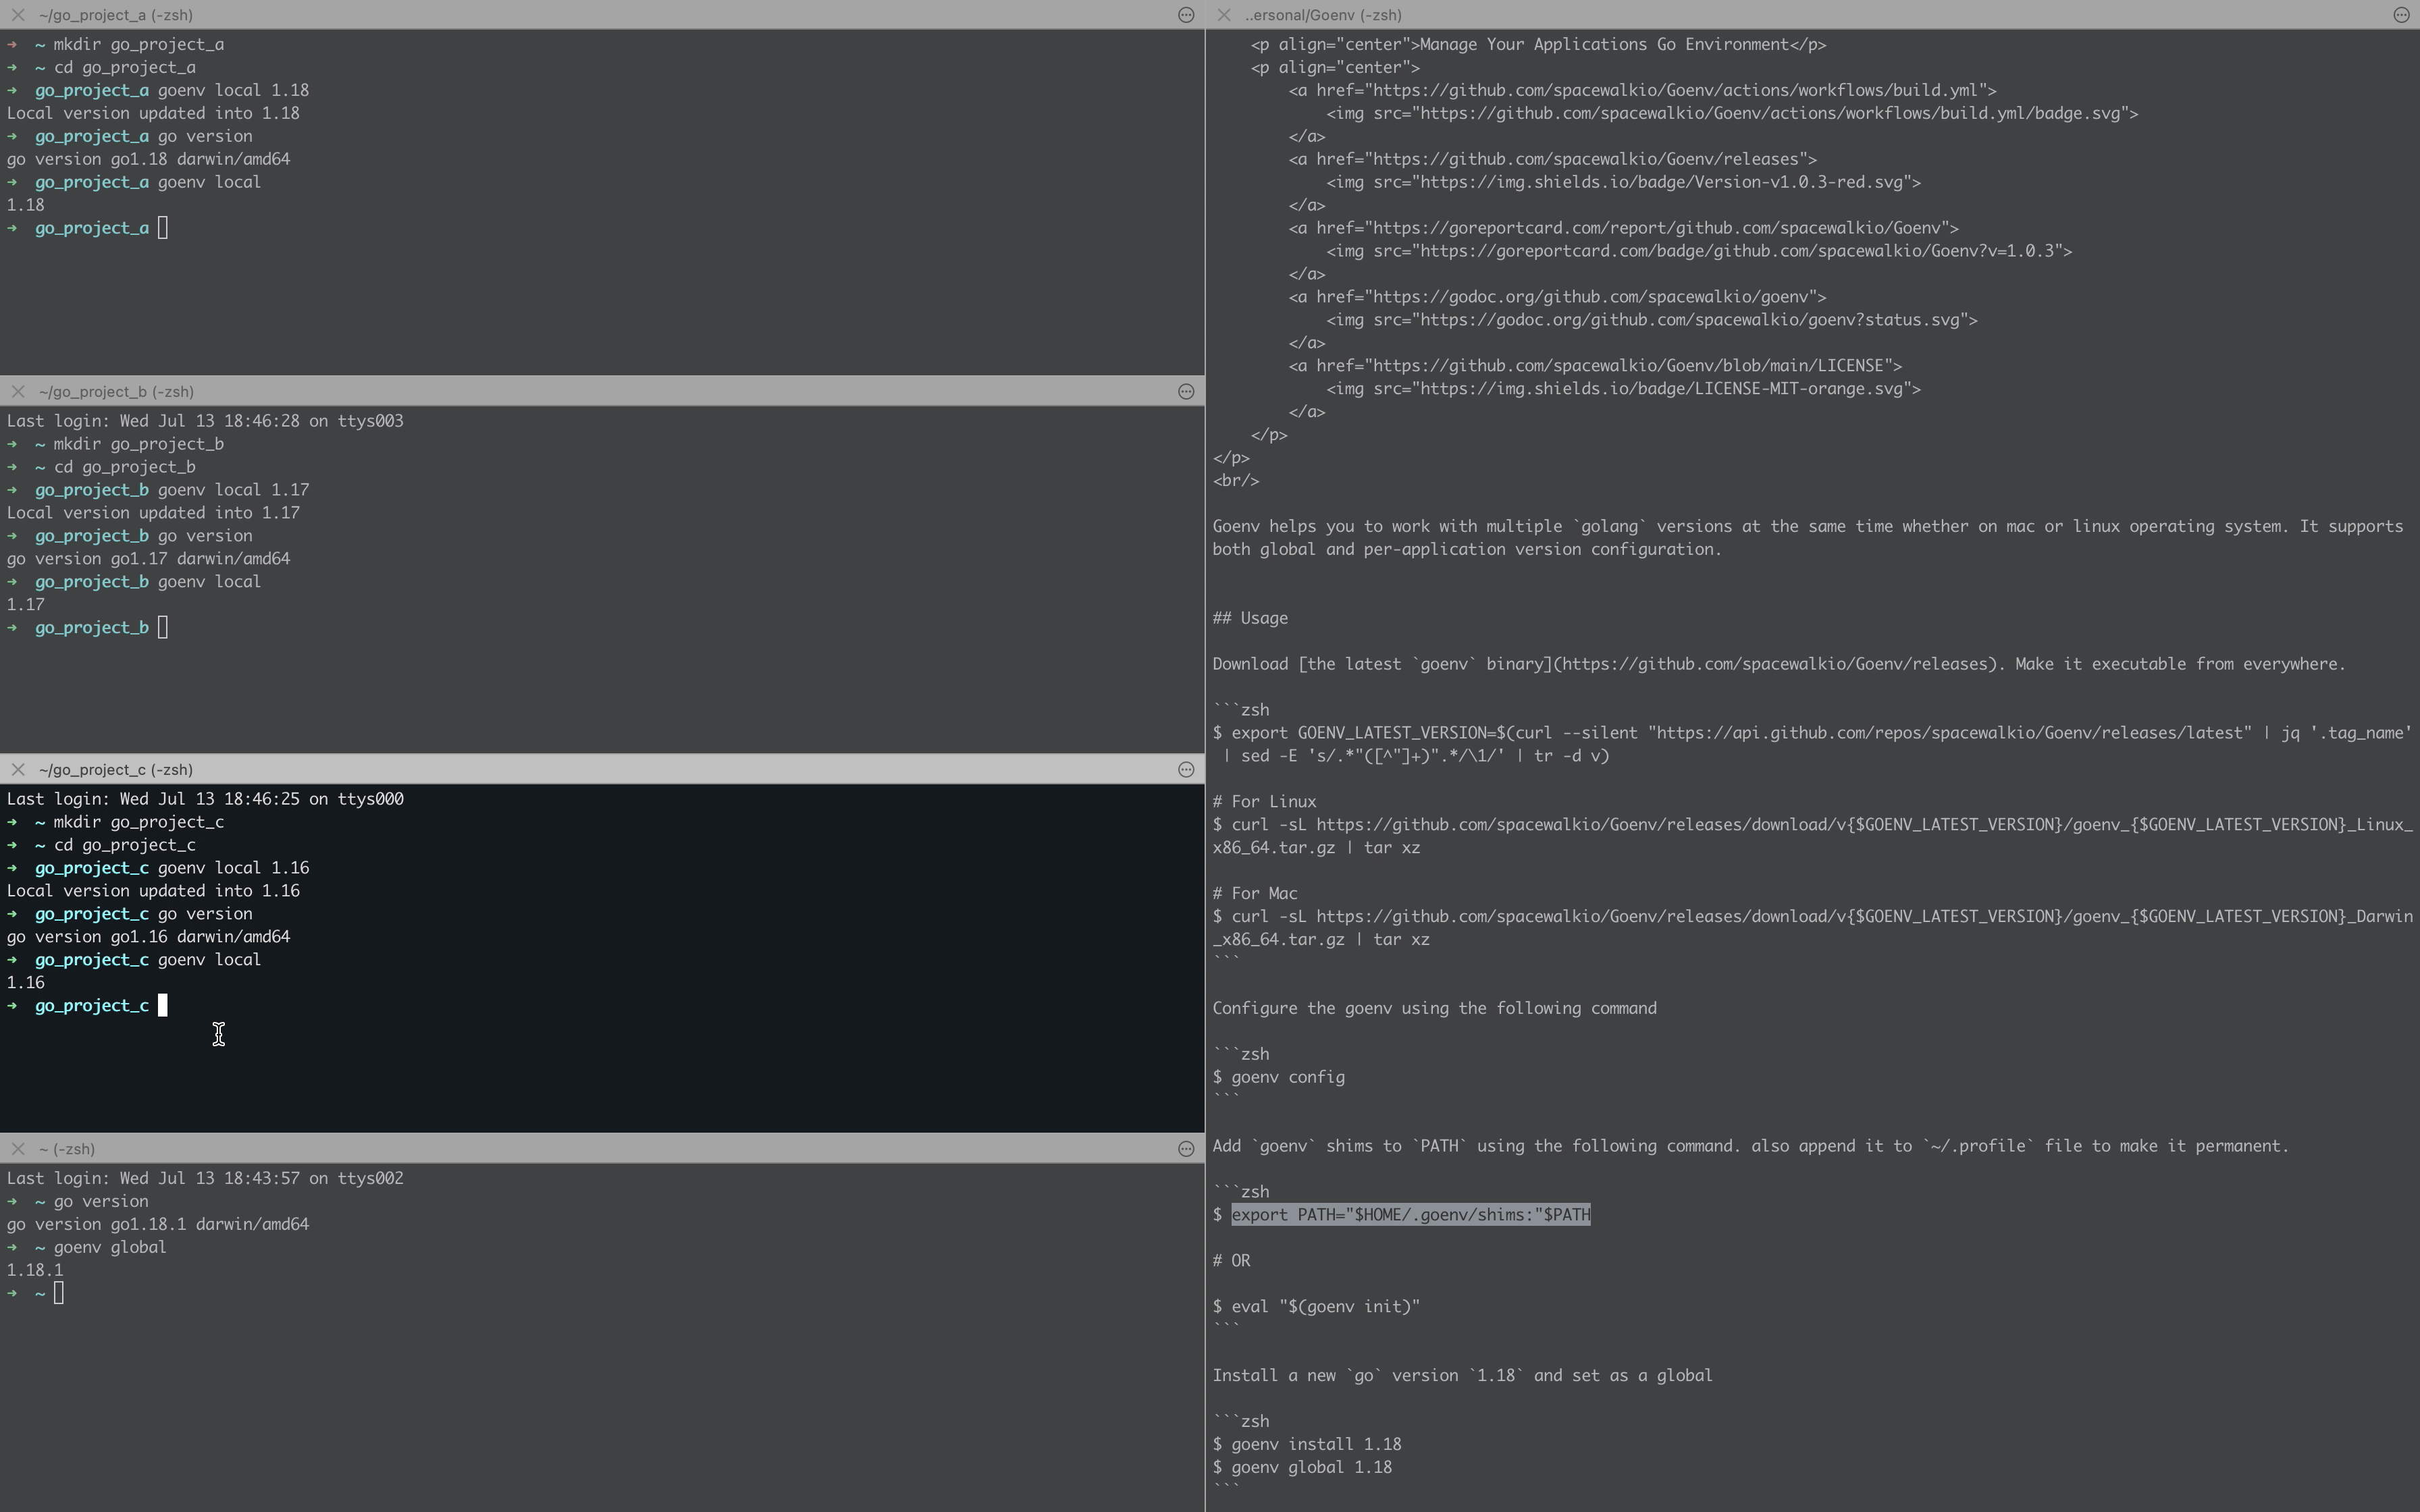 ~/go_project_a (-zsh)
➜  ~ mkdir go_project_a
➜  ~ cd go_project_a
➜  go_project_a goenv local 1.18
Local version updated into 1.18
➜  go_project_a go version
go version go1.18 darwin/amd64
➜  go_project_a goenv local
1.18
➜  go_project_a
~/go_project_b (-zsh)
Last login: Wed Jul 13 18:46:28 on ttys003
➜  ~ mkdir go_project_b
➜  ~ cd go_project_b
➜  go_project_b goenv local 1.17
Local version updated into 1.17
➜  go_project_b go version
go version go1.17 darwin/amd64
➜  go_project_b goenv local
1.17
➜  go_project_b
~/go_project_c (-zsh)
Last login: Wed Jul 13 18:46:25 on ttys000
➜  ~ mkdir go_project_c
➜  ~ cd go_project_c
➜  go_project_c goenv local 1.16
Local version updated into 1.16
➜  go_project_c go version
go version go1.16 darwin/amd64
➜  go_project_c goenv local
1.16
➜  go_project_c
~ (-zsh)
Last login: Wed Jul 13 18:43:57 on ttys002
➜  ~ go version
go version go1.18.1 darwin/amd64
➜  ~ goenv global
1.18.1
➜  ~
..ersonal/Goenv (-zsh)
    <p align="center">Manage Your Applications Go Environment</p>
    <p align="center">
        <a href="https://github.com/spacewalkio/Goenv/actions/workflows/build.yml">
            <img src="https://github.com/spacewalkio/Goenv/actions/workflows/build.yml/badge.svg">
        </a>
        <a href="https://github.com/spacewalkio/Goenv/releases">
            <img src="https://img.shields.io/badge/Version-v1.0.3-red.svg">
        </a>
        <a href="https://goreportcard.com/report/github.com/spacewalkio/Goenv">
            <img src="https://goreportcard.com/badge/github.com/spacewalkio/Goenv?v=1.0.3">
        </a>
        <a href="https://godoc.org/github.com/spacewalkio/goenv">
            <img src="https://godoc.org/github.com/spacewalkio/goenv?status.svg">
        </a>
        <a href="https://github.com/spacewalkio/Goenv/blob/main/LICENSE">
            <img src="https://img.shields.io/badge/LICENSE-MIT-orange.svg">
        </a>
    </p>
</p>
<br/>
Goenv helps you to work with multiple `golang` versions at the same time whether on mac or linux operating system. It supports
both global and per-application version configuration.
## Usage
Download [the latest `goenv` binary](https://github.com/spacewalkio/Goenv/releases). Make it executable from everywhere.
```zsh
$ export GOENV_LATEST_VERSION=$(curl --silent "https://api.github.com/repos/spacewalkio/Goenv/releases/latest" | jq '.tag_name'
 | sed -E 's/.*"([^"]+)".*/\1/' | tr -d v)
# For Linux
$ curl -sL https://github.com/spacewalkio/Goenv/releases/download/v{$GOENV_LATEST_VERSION}/goenv_{$GOENV_LATEST_VERSION}_Linux_
x86_64.tar.gz | tar xz
# For Mac
$ curl -sL https://github.com/spacewalkio/Goenv/releases/download/v{$GOENV_LATEST_VERSION}/goenv_{$GOENV_LATEST_VERSION}_Darwin
_x86_64.tar.gz | tar xz
```
Configure the goenv using the following command
```zsh
$ goenv config
```
Add `goenv` shims to `PATH` using the following command. also append it to `~/.profile` file to make it permanent.
```zsh
$ export PATH="$HOME/.goenv/shims:"$PATH
# OR
$ eval "$(goenv init)"
```
Install a new `go` version `1.18` and set as a global
```zsh
$ goenv install 1.18
$ goenv global 1.18
```